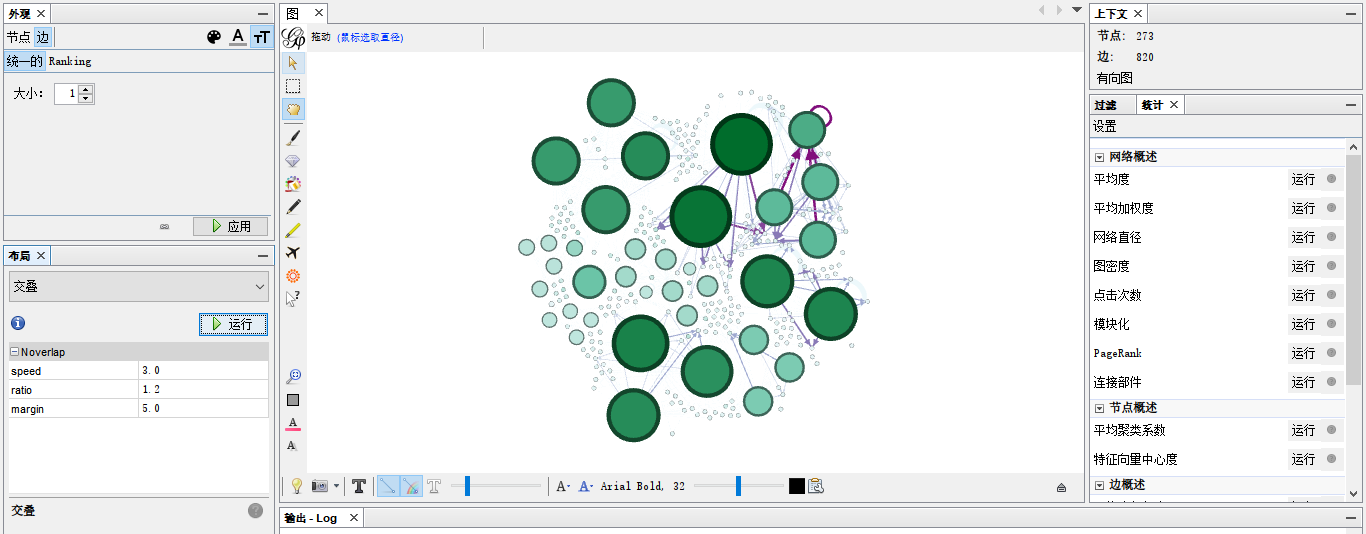 外观
节点 边
统一的 Ranking
大小: 1
应用
布局
交叠
运行
Noverlap
speed 3.0
ratio 1.2
margin 5.0
交叠
图
拖动 (鼠标选取直径)
Arial Bold, 32
输出 - Log
上下文
节点: 273
边: 820
有向图
过滤 统计
设置
网络概述
平均度 运行
平均加权度 运行
网络直径 运行
图密度 运行
点击次数 运行
模块化 运行
PageRank 运行
连接部件 运行
节点概述
平均聚类系数 运行
特征向量中心度 运行
边概述